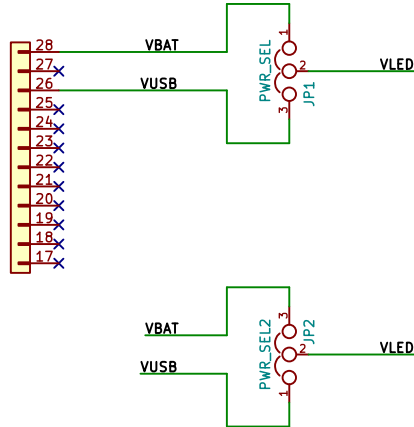 28
27
26
25
24
23
22
21
20
19
18
17
VBAT
VUSB
1
2
3
PWR_SEL
JP1
VLED
VBAT
VUSB
3
2
1
PWR_SEL2
JP2
VLED